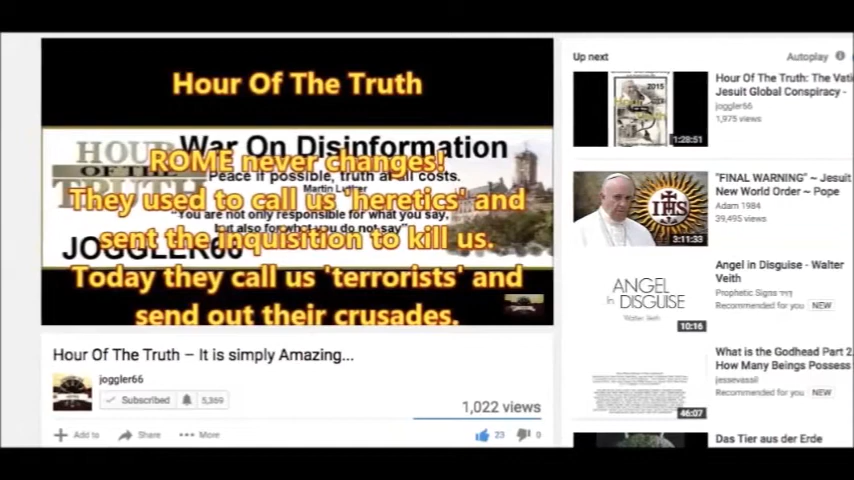 Hour Of The Truth
HOUR
OF THE
TRUTH
War On Disinformation
Peace if possible, truth at all costs.
Martin Luther
"You are not only responsible for what you say,
but also for what you do not say"
JOGGLER66
ROME never changes!
They used to call us 'heretics' and
sent the inquisition to kill us.
Today they call us 'terrorists' and
send out their crusades.
Hour Of The Truth – It is simply Amazing...
joggler66
Subscribed 5,369
1,022 views
Add to Share More
23 0
Up next Autoplay
Hour Of The Truth: The Vati
Jesuit Global Conspiracy -
joggler66
1,975 views
2015
1:28:51
"FINAL WARNING" ~ Jesuit
New World Order ~ Pope
Adam 1984
39,495 views
IHS
3:11:33
Angel in Disguise - Walter
Veith
Prophetic Signs
Recommended for you NEW
ANGEL
in DISGUISE
Walter Veith
10:16
What is the Godhead Part 2
How Many Beings Possess
jessevassil
Recommended for you NEW
46:07
Das Tier aus der Erde